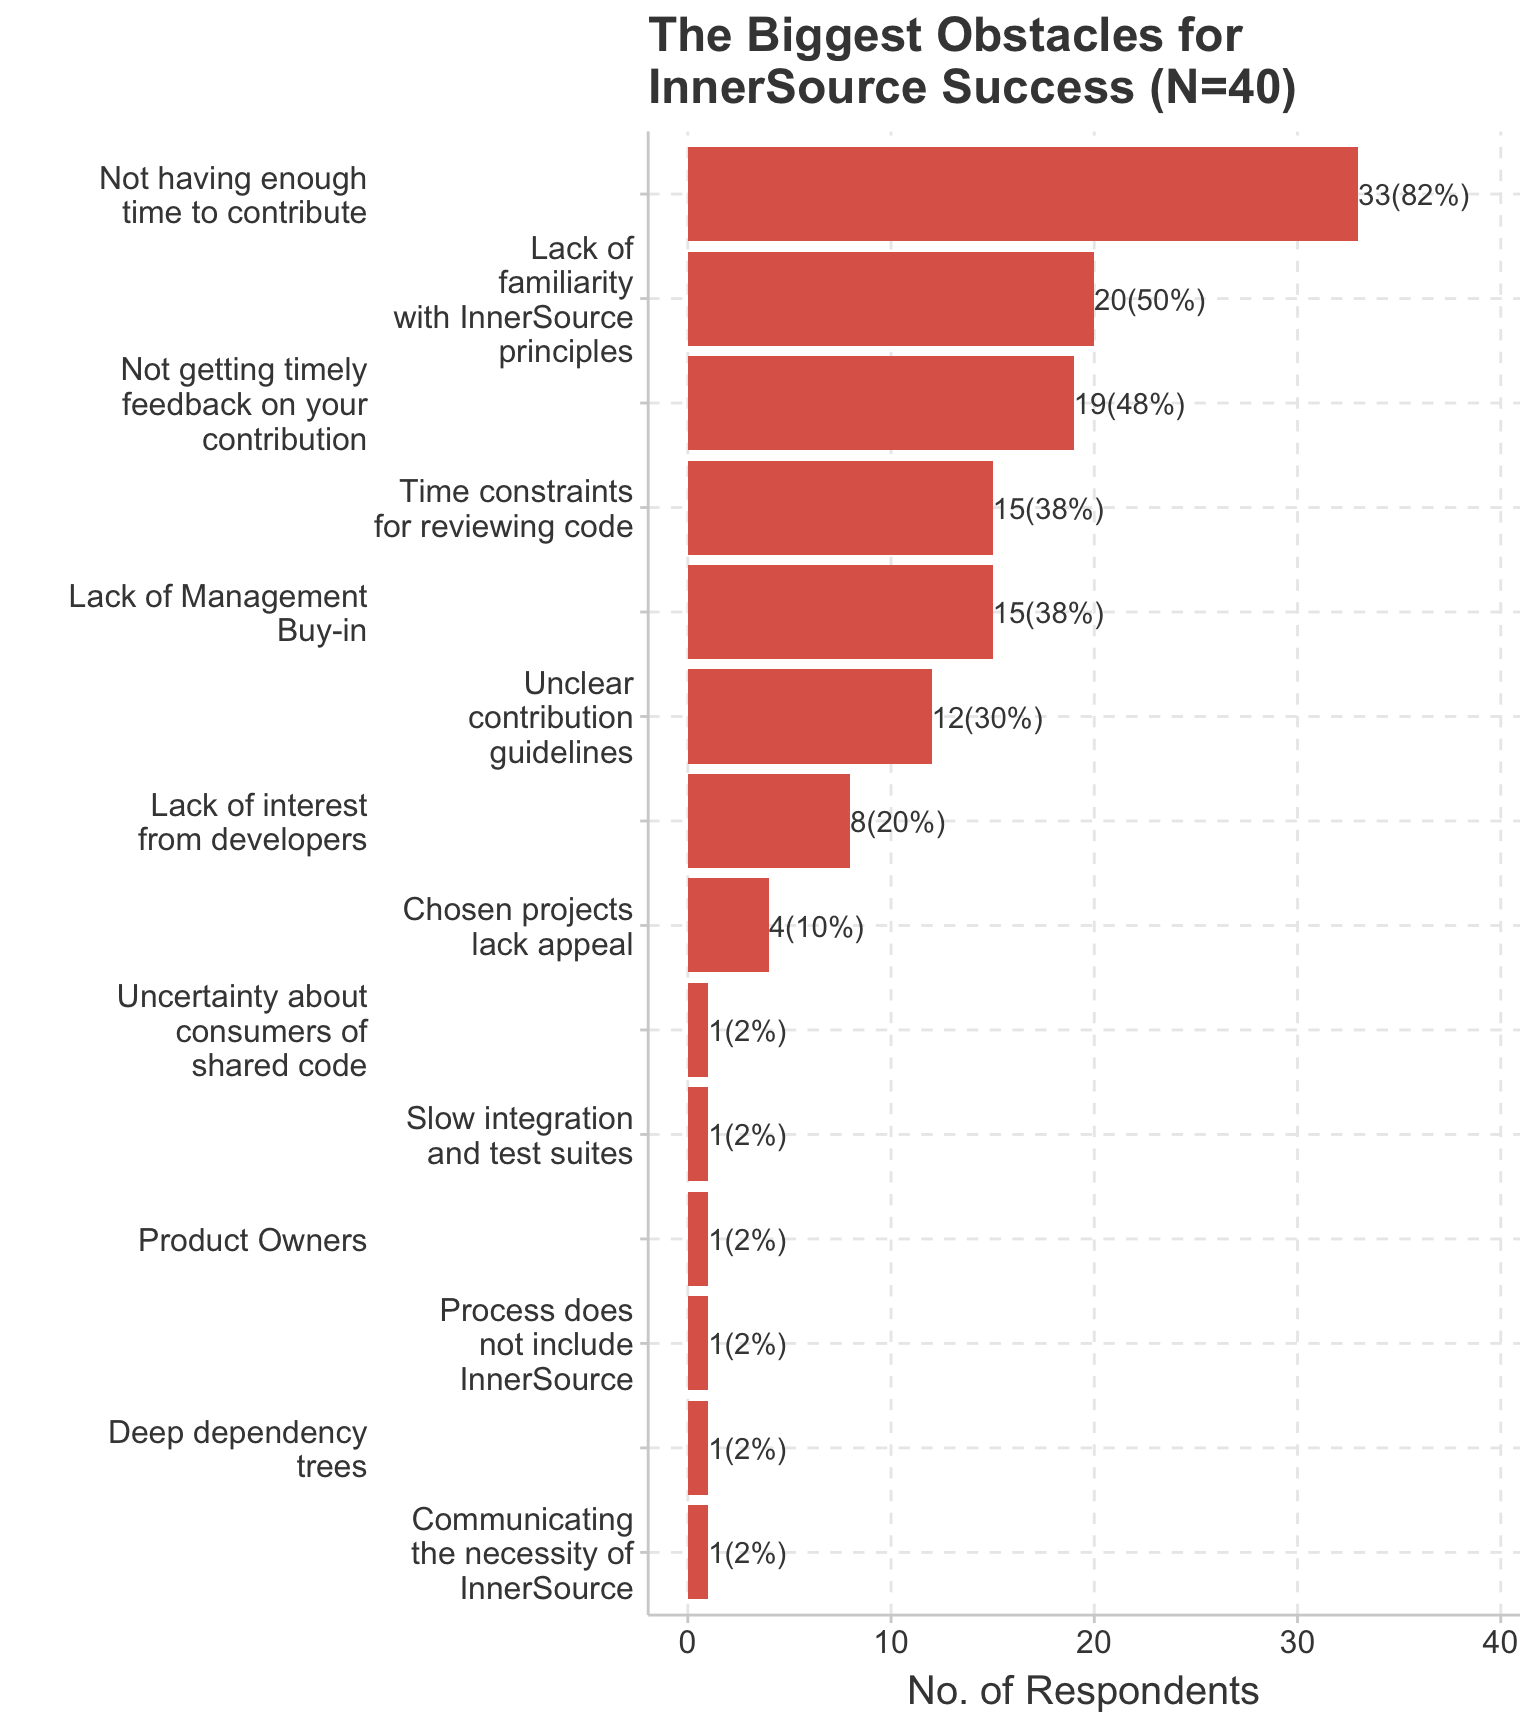 The Biggest Obstacles for
InnerSource Success (N=40)
Not having enough
time to contribute
33(82%)
Lack of
familiarity
with InnerSource
principles
20(50%)
Not getting timely
feedback on your
contribution
19(48%)
Time constraints
for reviewing code
15(38%)
Lack of Management
Buy-in
15(38%)
Unclear
contribution
guidelines
12(30%)
Lack of interest
from developers
8(20%)
Chosen projects
lack appeal
4(10%)
Uncertainty about
consumers of
shared code
1(2%)
Slow integration
and test suites
1(2%)
Product Owners
1(2%)
Process does
not include
InnerSource
1(2%)
Deep dependency
trees
1(2%)
Communicating
the necessity of
InnerSource
1(2%)
0 10 20 30 40
No. of Respondents